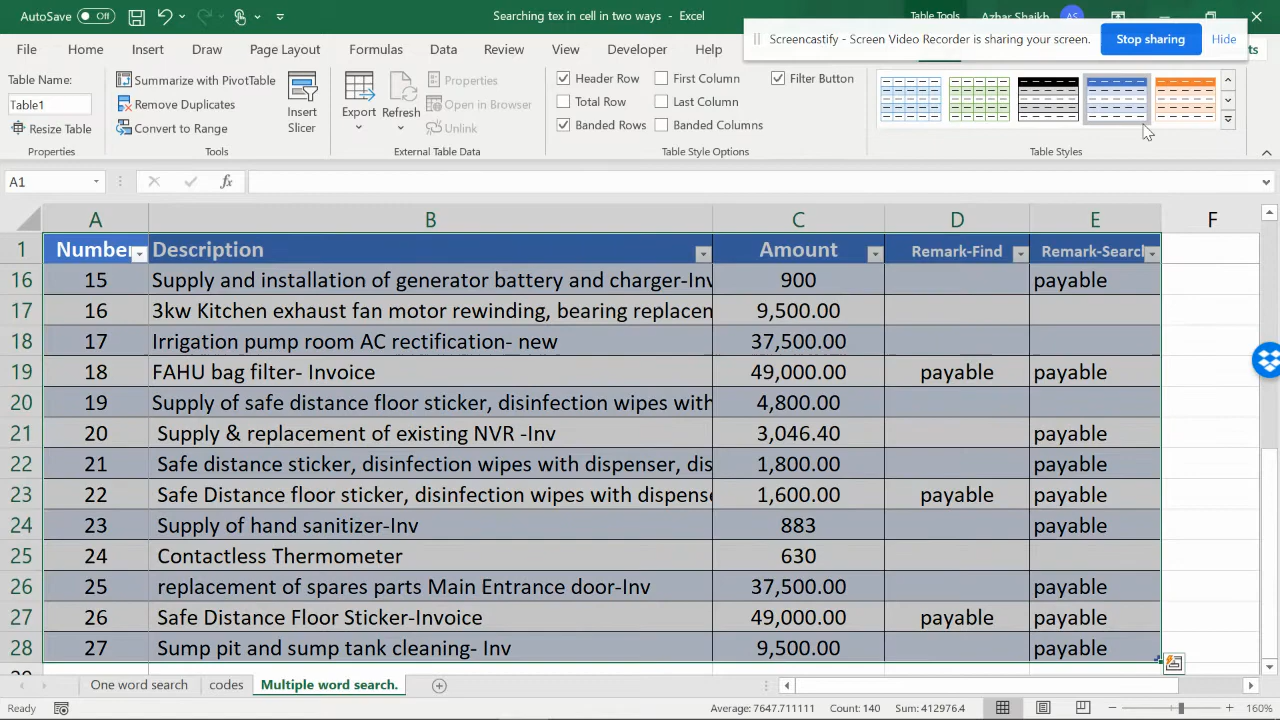 AutoSave Off
Searching tex in cell in two ways - Excel
Table Tools
Azhar Shaikh AS
Screencastify - Screen Video Recorder is sharing your screen. Stop sharing Hide
File Home Insert Draw Page Layout Formulas Data Review View Developer Help
Table Name:
Table1
Resize Table
Properties
Summarize with PivotTable
Remove Duplicates
Convert to Range
Tools
Insert
Slicer
Export
Refresh
Properties
Open in Browser
Unlink
External Table Data
Header Row First Column Filter Button
Total Row Last Column
Banded Rows Banded Columns
Table Style Options
Table Styles
A1 fx
A B C D E F
1 Number Description Amount Remark-Find Remark-Searc
16 15 Supply and installation of generator battery and charger-Inv 900 payable
17 16 3kw Kitchen exhaust fan motor rewinding, bearing replacen 9,500.00
18 17 Irrigation pump room AC rectification- new 37,500.00
19 18 FAHU bag filter- Invoice 49,000.00 payable payable
20 19 Supply of safe distance floor sticker, disinfection wipes with 4,800.00
21 20 Supply & replacement of existing NVR -Inv 3,046.40 payable
22 21 Safe distance sticker, disinfection wipes with dispenser, dis 1,800.00 payable
23 22 Safe Distance floor sticker, disinfection wipes with dispense 1,600.00 payable payable
24 23 Supply of hand sanitizer-Inv 883 payable
25 24 Contactless Thermometer 630
26 25 replacement of spares parts Main Entrance door-Inv 37,500.00 payable
27 26 Safe Distance Floor Sticker-Invoice 49,000.00 payable payable
28 27 Sump pit and sump tank cleaning- Inv 9,500.00 payable
One word search codes Multiple word search.
Ready Average: 7647.711111 Count: 140 Sum: 412976.4 160%